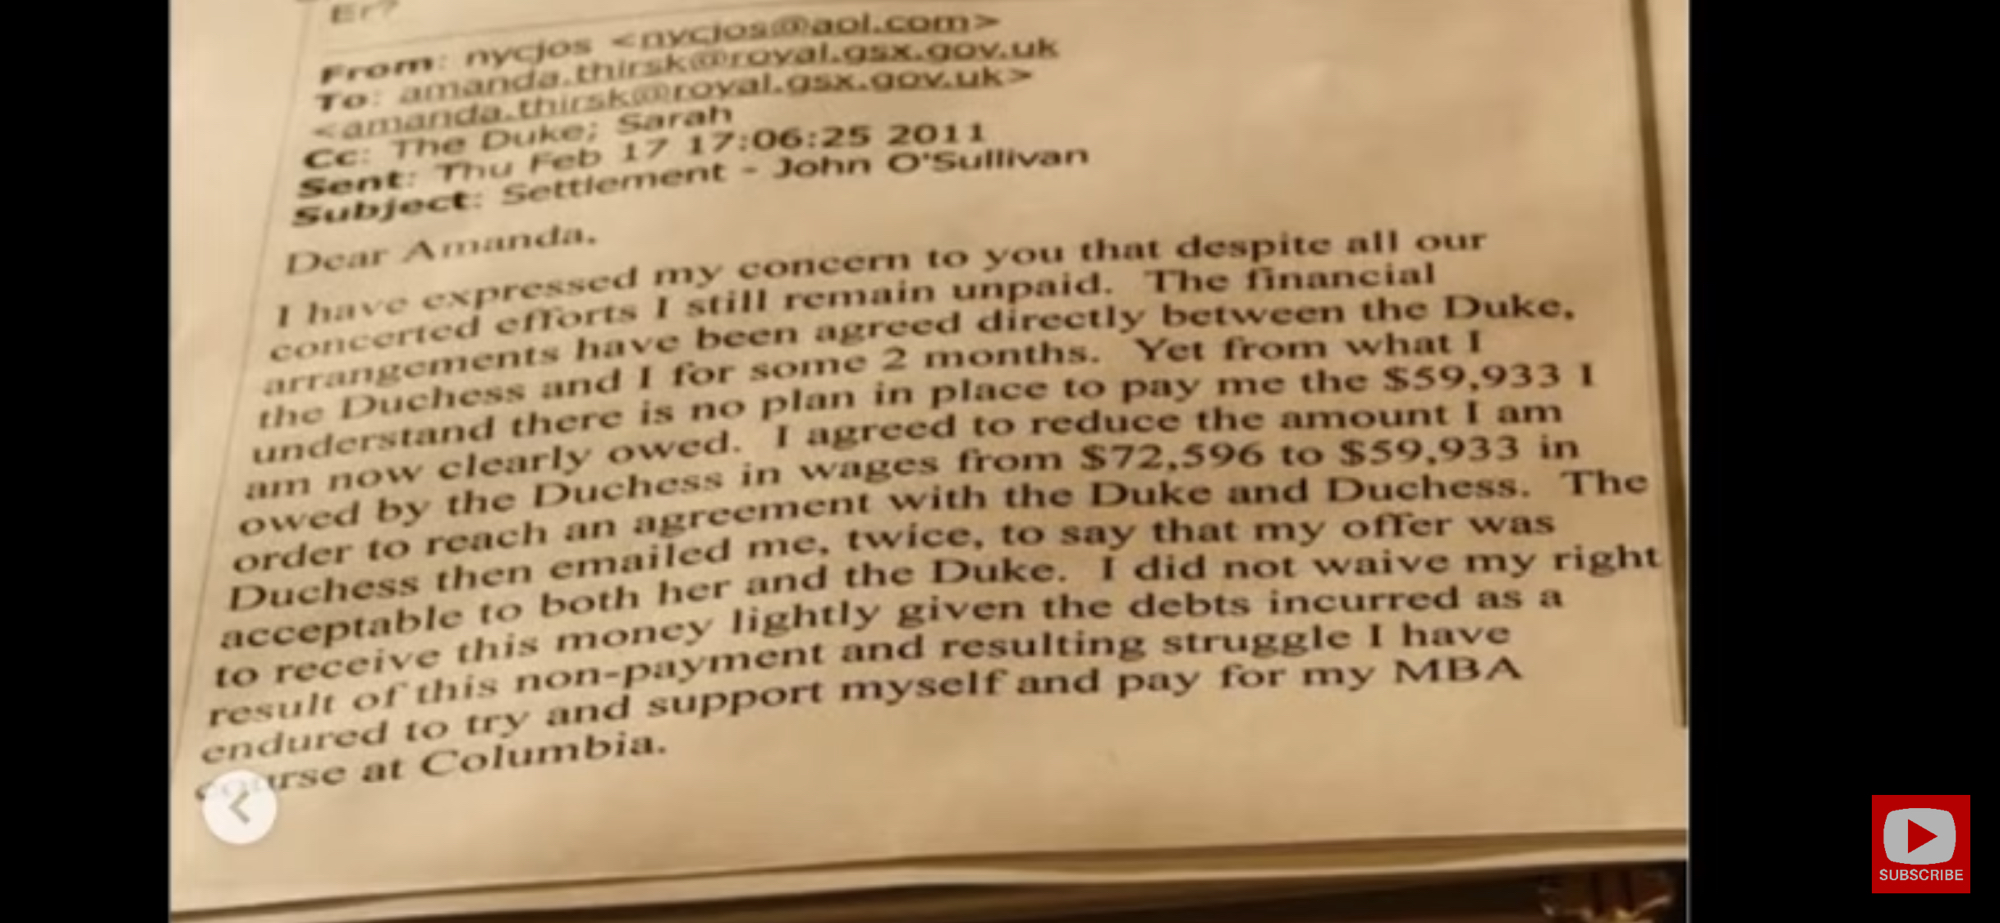 Er?
From: nycjos <nycjos@aol.com>
To: amanda.thirsk@royal.gsx.gov.uk
<amanda.thirsk@royal.gsx.gov.uk>
Cc: The Duke; Sarah
Sent: Thu Feb 17 17:06:25 2011
Subject: Settlement - John O'Sullivan
Dear Amanda,
I have expressed my concern to you that despite all our
concerted efforts I still remain unpaid. The financial
arrangements have been agreed directly between the Duke,
the Duchess and I for some 2 months. Yet from what I
understand there is no plan in place to pay me the $59,933 I
am now clearly owed. I agreed to reduce the amount I am
owed by the Duchess in wages from $72,596 to $59,933 in
order to reach an agreement with the Duke and Duchess. The
Duchess then emailed me, twice, to say that my offer was
acceptable to both her and the Duke. I did not waive my right
to receive this money lightly given the debts incurred as a
result of this non-payment and resulting struggle I have
endured to try and support myself and pay for my MBA
course at Columbia.
SUBSCRIBE